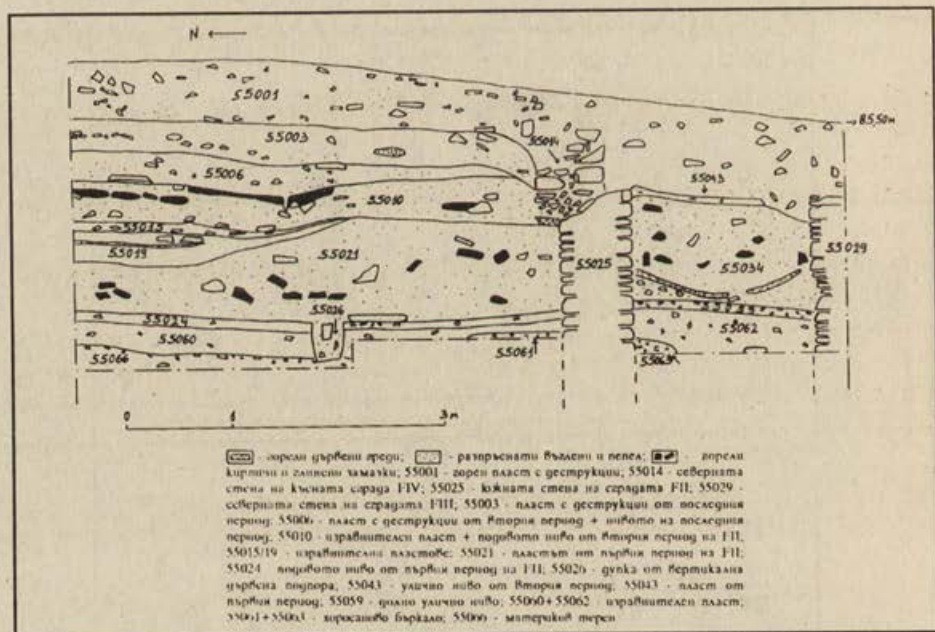 N ←
55001
→ 85,50м
55003
55014
55006
55043
55010
55015
55019
55021
55025
55029
55034
55026
55024
55059
55062
55060
55061
55066
55063
0 1 3 м
- горели дървени греди; - разпръснати въглени и пепел; - горели
кирпичи и глинени замазки; 55001 - горен пласт с деструкции; 55014 - северната
стена на късната сграда FIV; 55025 - южната стена на сградата FII; 55029 -
северната стена на сградата FIII; 55003 - пласт с деструкции от последния
период; 55006 - пласт с деструкции от втория период + нивото на последния
период; 55010 - изравнителен пласт + подовото ниво от втория период на FII;
55015/19 - изравнителни пластове; 55021 - пластът от първия период на FII;
55024 - подовото ниво от първия период на FII; 55026 - дупка от вертикална
дървена подпора; 55043 - улично ниво от втория период; 55043 - пласт от
първия период; 55059 - долно улично ниво; 55060+55062 - изравнителен пласт;
55061+55063 - хоросаново бъркало; 55066 - материков терен